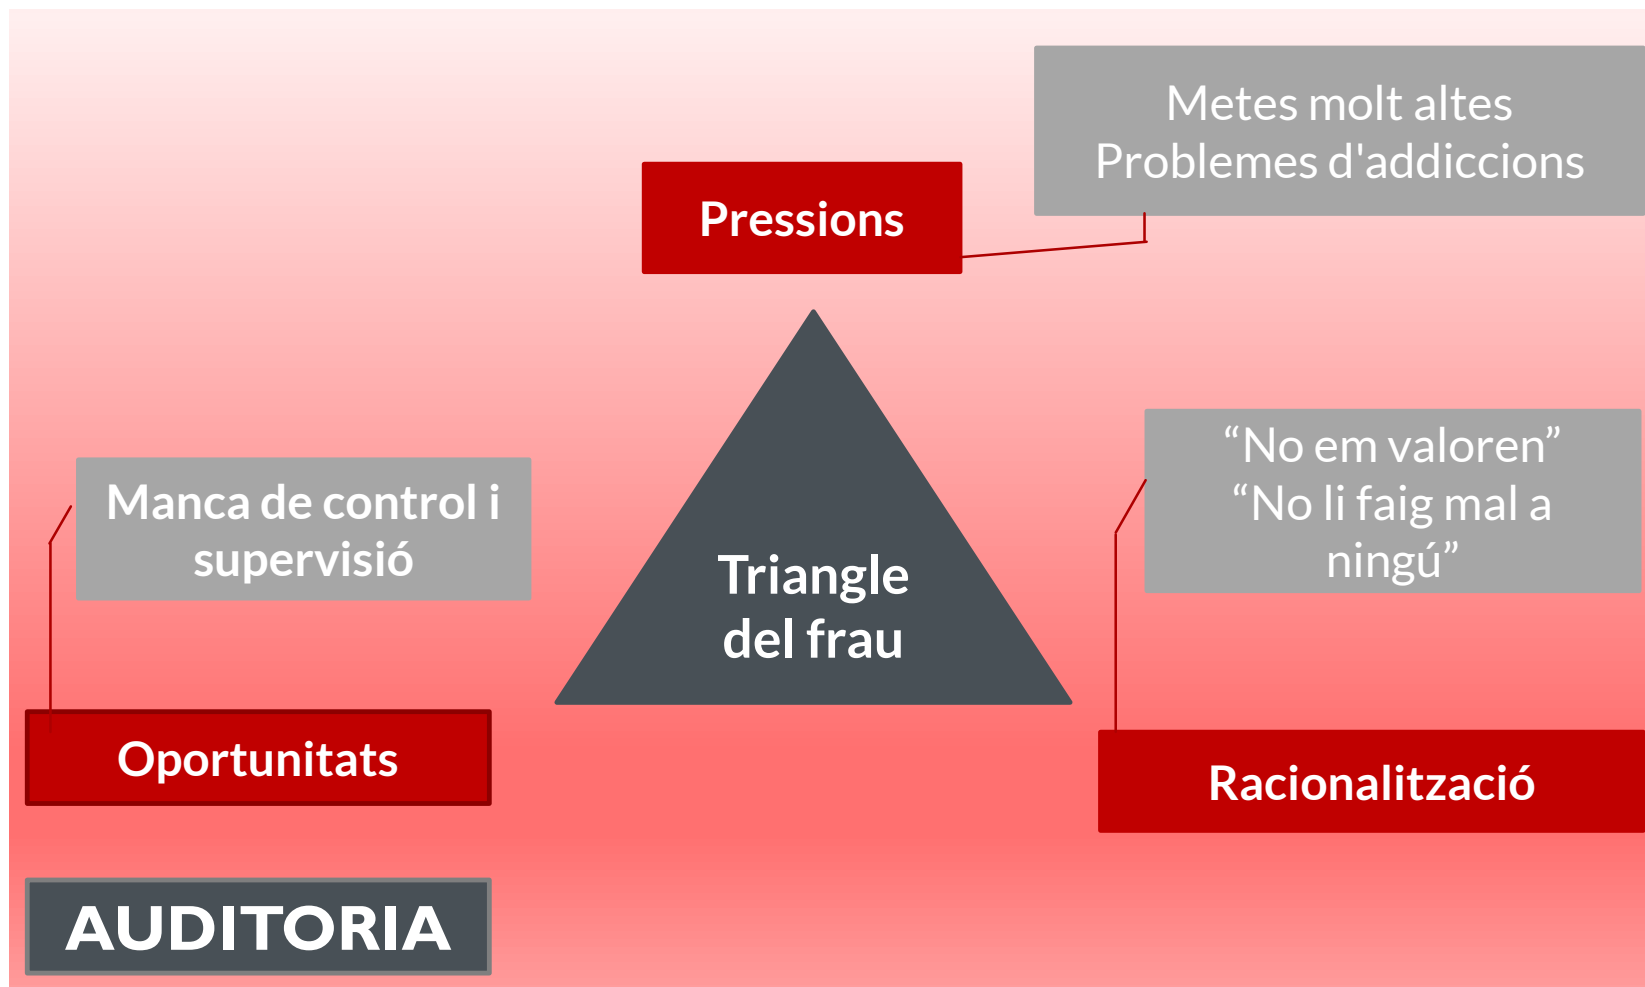 Metes molt altes
Problemes d'addiccions
Pressions
“No em valoren”
“No li faig mal a
ningú”
Manca de control i
supervisió
Triangle
del frau
Oportunitats
Racionalització
AUDITORIA